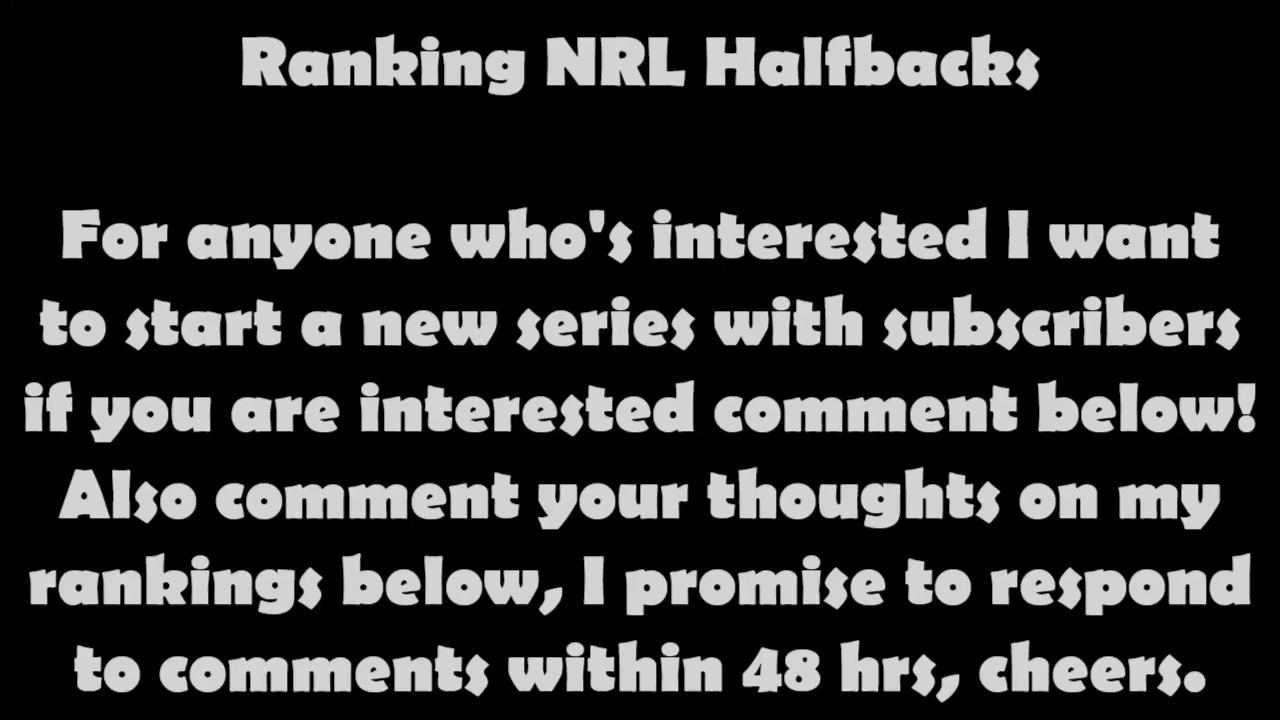 Ranking NRL Halfbacks
For anyone who's interested I want
to start a new series with subscribers
if you are interested comment below!
Also comment your thoughts on my
rankings below, I promise to respond
to comments within 48 hrs, cheers.